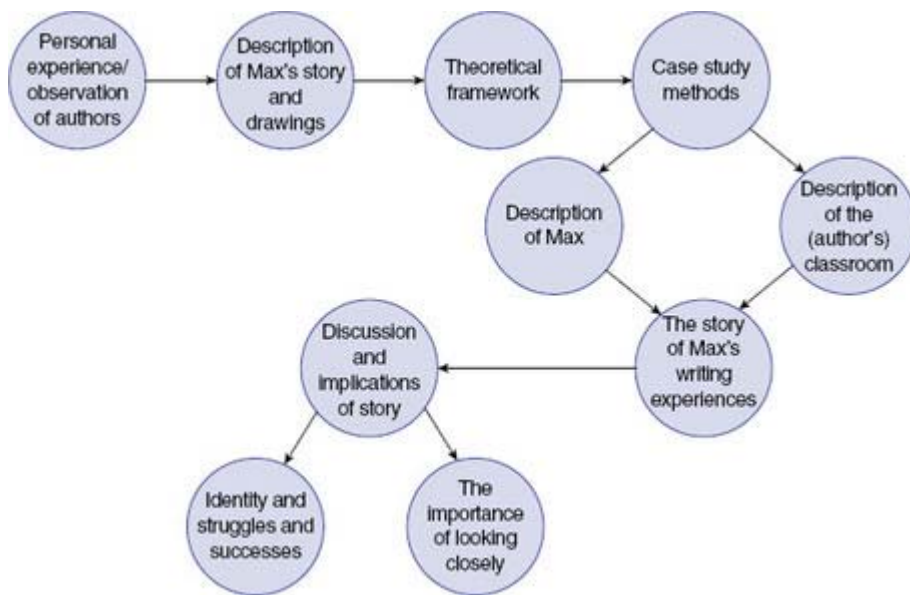 Personal
experience/
observation
of authors
Description
of Max's story
and
drawings
Theoretical
framework
Case study
methods
Description
of Max
Description
of the
(author's)
classroom
The story
of Max's
writing
experiences
Discussion
and
implications
of story
Identity and
struggles and
successes
The
importance
of looking
closely